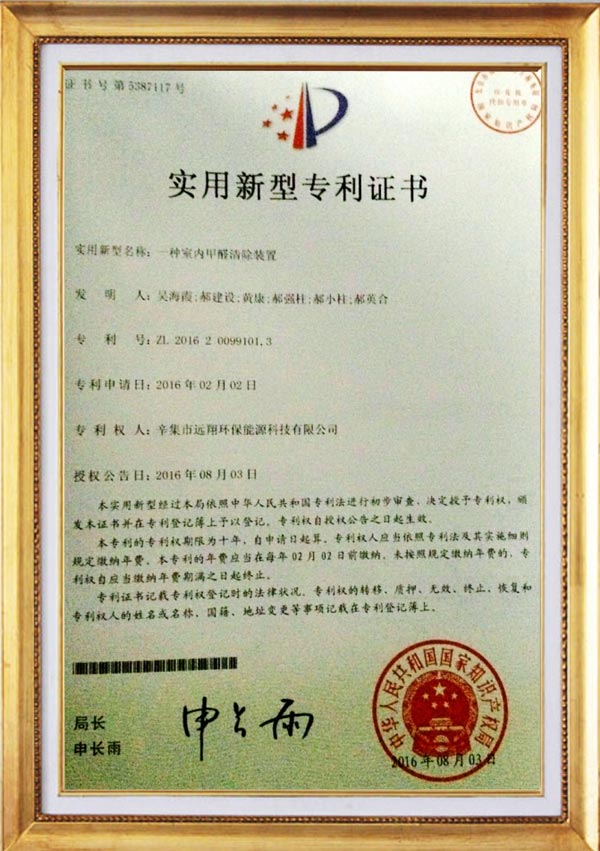 证书号第5387117号
实用新型专利证书
实用新型名称：一种室内甲醛清除装置
发 明 人：吴海霞;郝建设;黄康;郝强柱;郝小柱;郝英合
专 利 号：ZL 2016 2 0099101.3
专利申请日：2016年02月02日
专 利 权 人：辛集市远翔环保能源科技有限公司
授权公告日：2016年08月03日
本实用新型经过本局依照中华人民共和国专利法进行初步审查，决定授予专利权，颁
发本证书并在专利登记簿上予以登记。专利权自授权公告之日起生效。
本专利的专利权期限为十年，自申请日起算。专利权人应当依照专利法及其实施细则
规定缴纳年费。本专利的年费应当在每年02月02日前缴纳。未按照规定缴纳年费的，专
利权自应当缴纳年费期满之日起终止。
专利证书记载专利权登记时的法律状况。专利权的转移、质押、无效、终止、恢复和
专利权人的姓名或名称、国籍、地址变更等事项记载在专利登记簿上。
局长
申长雨
申长雨
中华人民共和国国家知识产权局
2016年08月03日